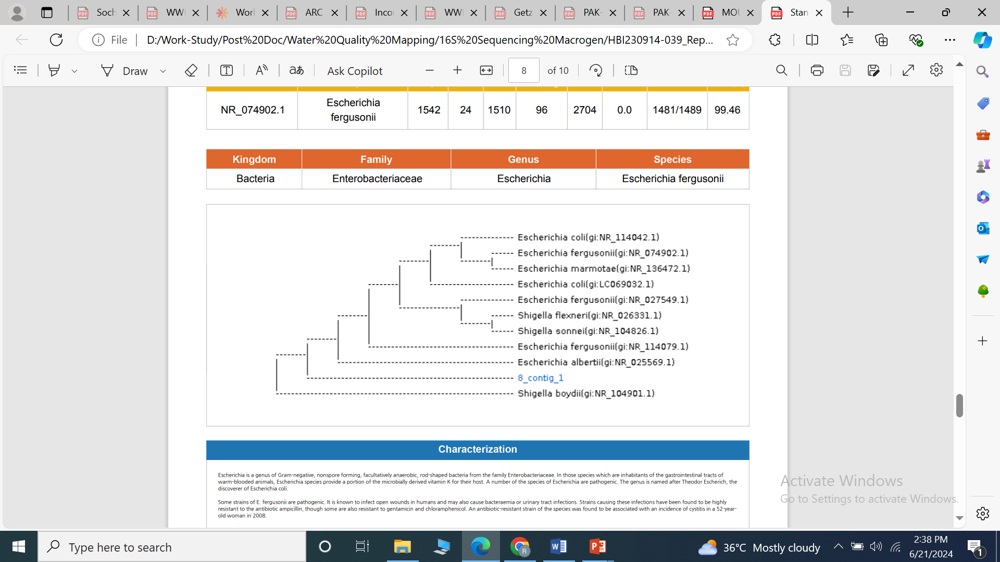 Soch
WWI
Worl
ARC
Inco
WWI
Getz
PAK-
PAK-
MOU
Stan
File
D:/Work-Study/Post%20Doc/Water%20Quality%20Mapping/16S%20Sequencing%20Macrogen/HBI230914-039_Rep...
Draw
Ask Copilot
8
of 10
NR_074902.1
Escherichia
fergusonii
1542
24
1510
96
2704
0.0
1481/1489
99.46
Kingdom Family Genus Species
Bacteria Enterobacteriaceae Escherichia Escherichia fergusonii
Escherichia coli(gi:NR_114042.1)
Escherichia fergusonii(gi:NR_074902.1)
Escherichia marmotae(gi:NR_136472.1)
Escherichia coli(gi:LC069032.1)
Escherichia fergusonii(gi:NR_027549.1)
Shigella flexneri(gi:NR_026331.1)
Shigella sonnei(gi:NR_104826.1)
Escherichia fergusonii(gi:NR_114079.1)
Escherichia albertii(gi:NR_025569.1)
8_contig_1
Shigella boydii(gi:NR_104901.1)
Characterization
Escherichia is a genus of Gram-negative, nonspore forming, facultatively anaerobic, rod-shaped bacteria from the family Enterobacteriaceae. In those species which are inhabitants of the gastrointestinal tracts of
warm-blooded animals, Escherichia species provide a portion of the microbially derived vitamin K for their host. A number of the species of Escherichia are pathogenic. The genus is named after Theodor Escherich, the
discoverer of Escherichia coli.
Some strains of E. fergusonii are pathogenic. It is known to infect open wounds in humans and may also cause bacteraemia or urinary tract infections. Strains causing these infections have been found to be highly
resistant to the antibiotic ampicillin, though some are also resistant to gentamicin and chloramphenicol. An antibiotic-resistant strain of the species was found to be associated with an incidence of cystitis in a 52-year-
old woman in 2008.
Activate Windows
Go to Settings to activate Windows.
Type here to search
36°C Mostly cloudy
2:38 PM
6/21/2024
1